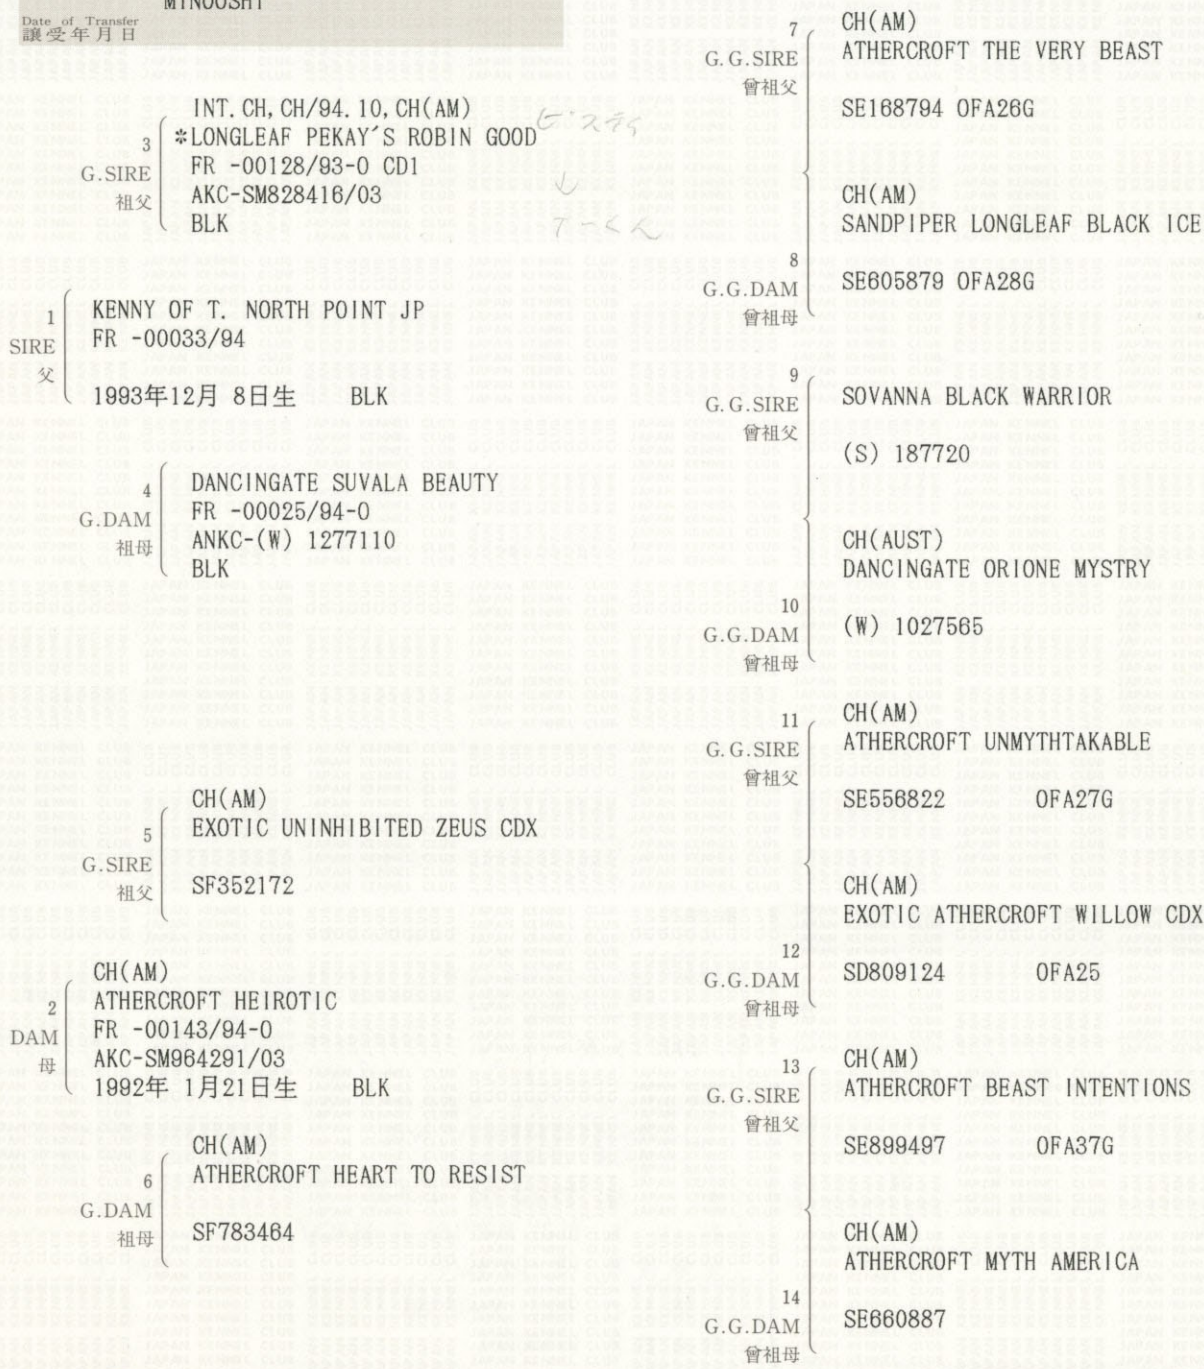 MINOOSHI
Date of Transfer
譲受年月日
INT.CH,CH/94.10,CH(AM)
3 *LONGLEAF PEKAY'S ROBIN GOOD
G.SIRE FR -00128/93-0 CD1
祖父 AKC-SM828416/03
BLK
1 KENNY OF T. NORTH POINT JP
SIRE FR -00033/94
父 1993年12月 8日生 BLK
4 DANCINGATE SUVALA BEAUTY
G.DAM FR -00025/94-0
祖母 ANKC-(W) 1277110
BLK
CH(AM)
5 EXOTIC UNINHIBITED ZEUS CDX
G.SIRE
祖父 SF352172
CH(AM)
2 ATHERCROFT HEIROTIC
DAM FR -00143/94-0
母 AKC-SM964291/03
1992年 1月21日生 BLK
CH(AM)
6 ATHERCROFT HEART TO RESIST
G.DAM
祖母 SF783464
7 CH(AM)
G.G.SIRE ATHERCROFT THE VERY BEAST
曾祖父
SE168794 OFA26G
CH(AM)
SANDPIPER LONGLEAF BLACK ICE
8
G.G.DAM SE605879 OFA28G
曾祖母
9
G.G.SIRE SOVANNA BLACK WARRIOR
曾祖父
(S) 187720
CH(AUST)
DANCINGATE ORIONE MYSTRY
10
G.G.DAM (W) 1027565
曾祖母
11 CH(AM)
G.G.SIRE ATHERCROFT UNMYTHTAKABLE
曾祖父
SE556822 OFA27G
CH(AM)
EXOTIC ATHERCROFT WILLOW CDX
12
G.G.DAM SD809124 OFA25
曾祖母
13 CH(AM)
G.G.SIRE ATHERCROFT BEAST INTENTIONS
曾祖父
SE899497 OFA37G
CH(AM)
ATHERCROFT MYTH AMERICA
14
G.G.DAM SE660887
曾祖母